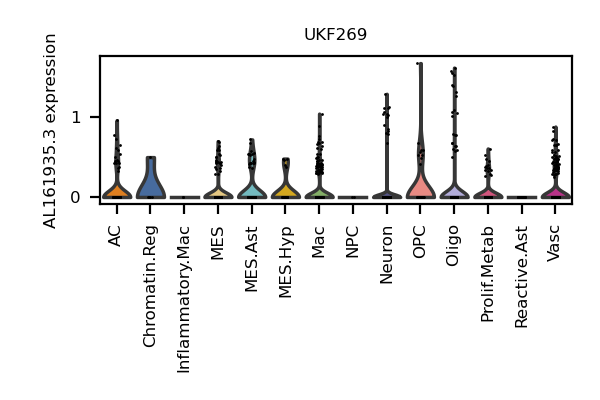 UKF269
AL161935.3 expression
1
0
AC
Chromatin.Reg
Inflammatory.Mac
MES
MES.Ast
MES.Hyp
Mac
NPC
Neuron
OPC
Oligo
Prolif.Metab
Reactive.Ast
Vasc